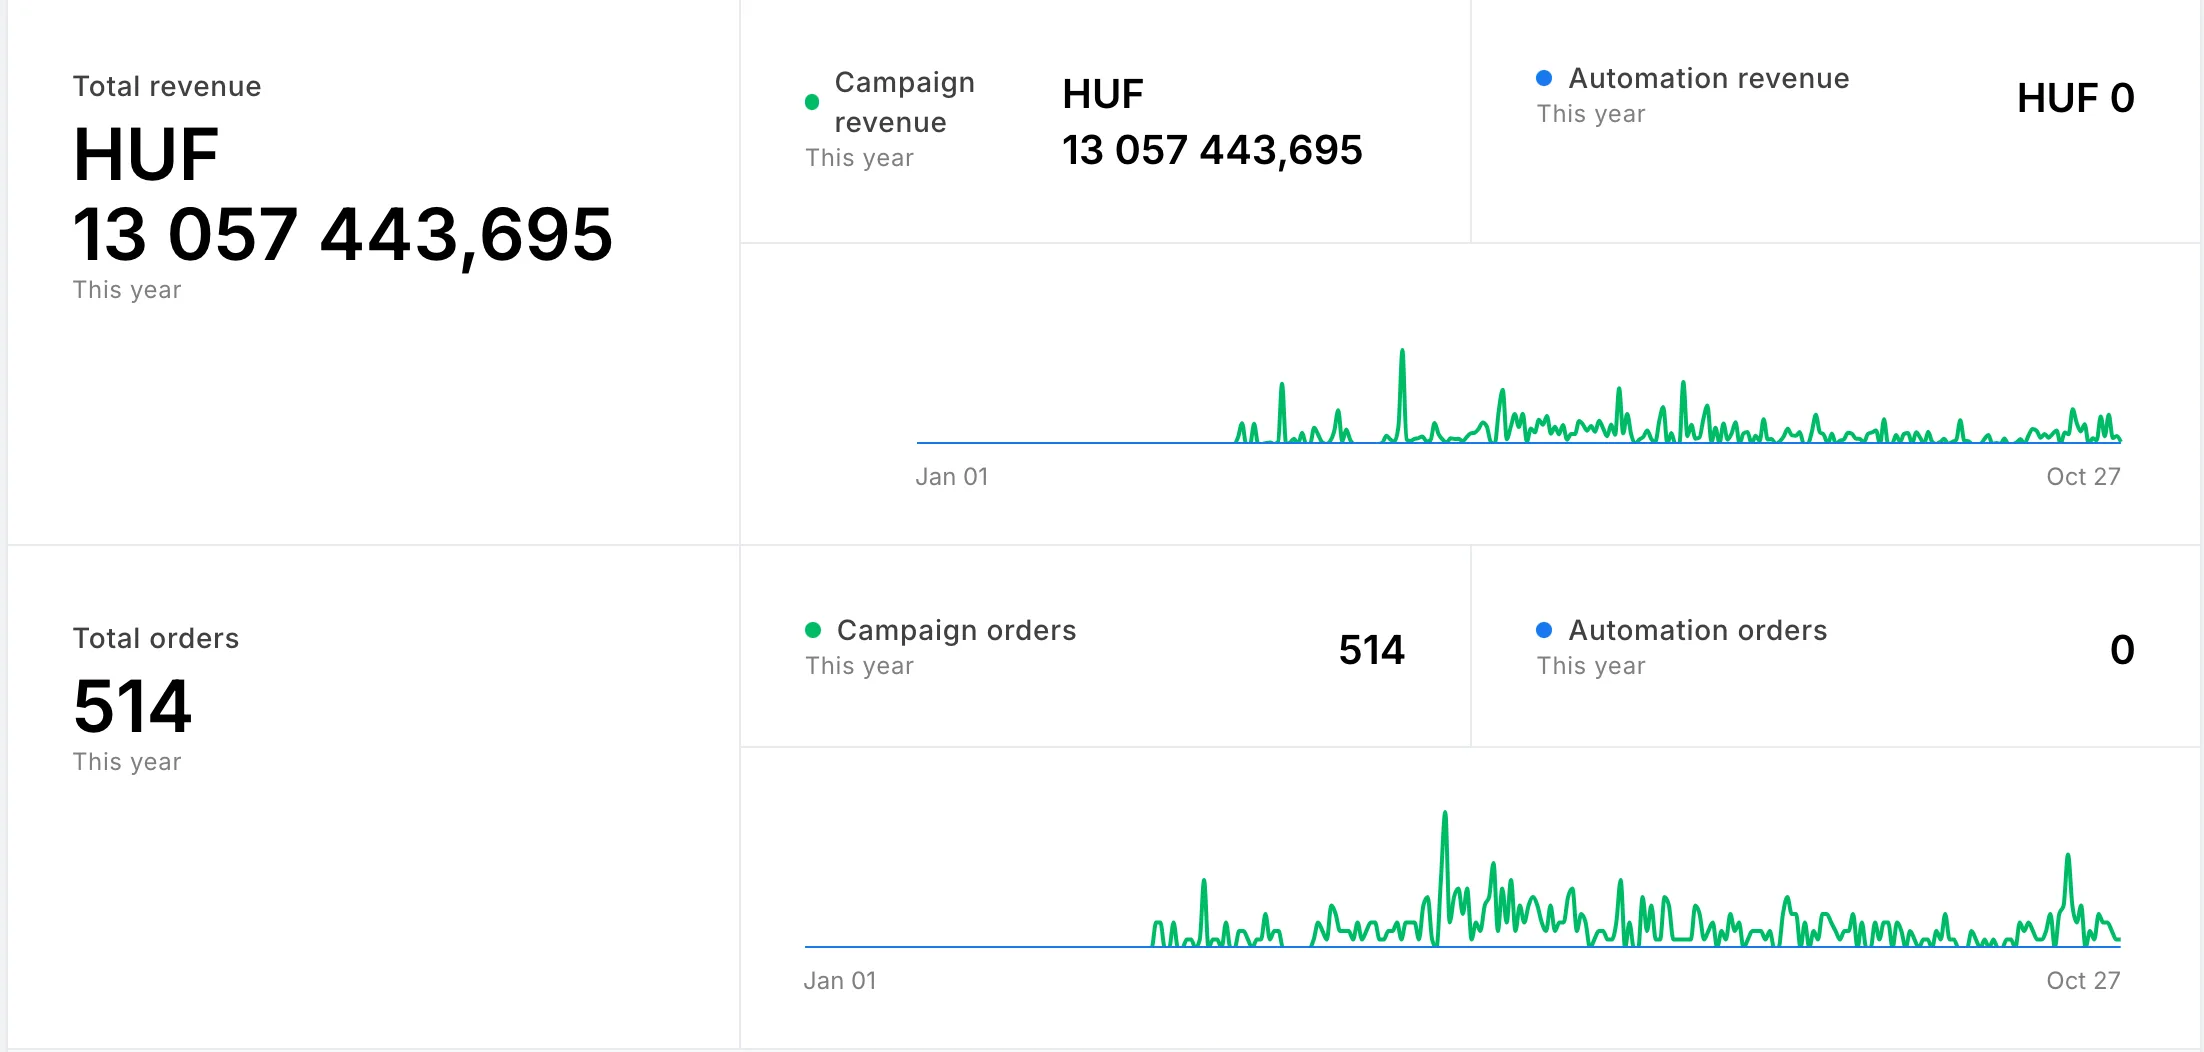 Total revenue
HUF
13 057 443,695
This year
Campaign
revenue
This year
HUF
13 057 443,695
Automation revenue
This year
HUF 0
Jan 01
Oct 27
Total orders
514
This year
Campaign orders
This year
514
Automation orders
This year
0
Jan 01
Oct 27